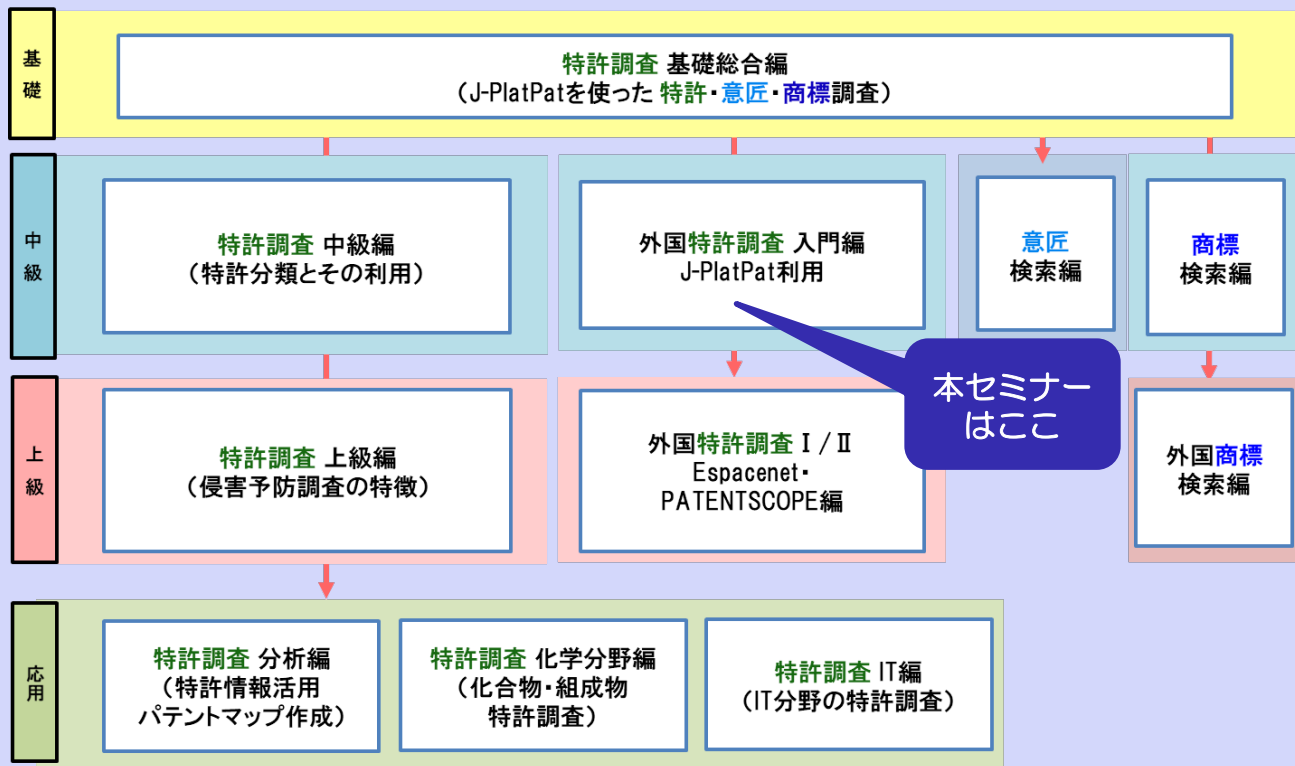 基礎
特許調査 基礎総合編
（J-PlatPatを使った 特許・意匠・商標調査）
中級
特許調査 中級編
（特許分類とその利用）
外国特許調査 入門編
J-PlatPat利用
意匠
検索編
商標
検索編
本セミナー
はここ
上級
特許調査 上級編
（侵害予防調査の特徴）
外国特許調査 Ⅰ / Ⅱ
Espacenet・
PATENTSCOPE編
外国商標
検索編
応用
特許調査 分析編
（特許情報活用
パテントマップ作成）
特許調査 化学分野編
（化合物・組成物
特許調査）
特許調査 IT編
（IT分野の特許調査）